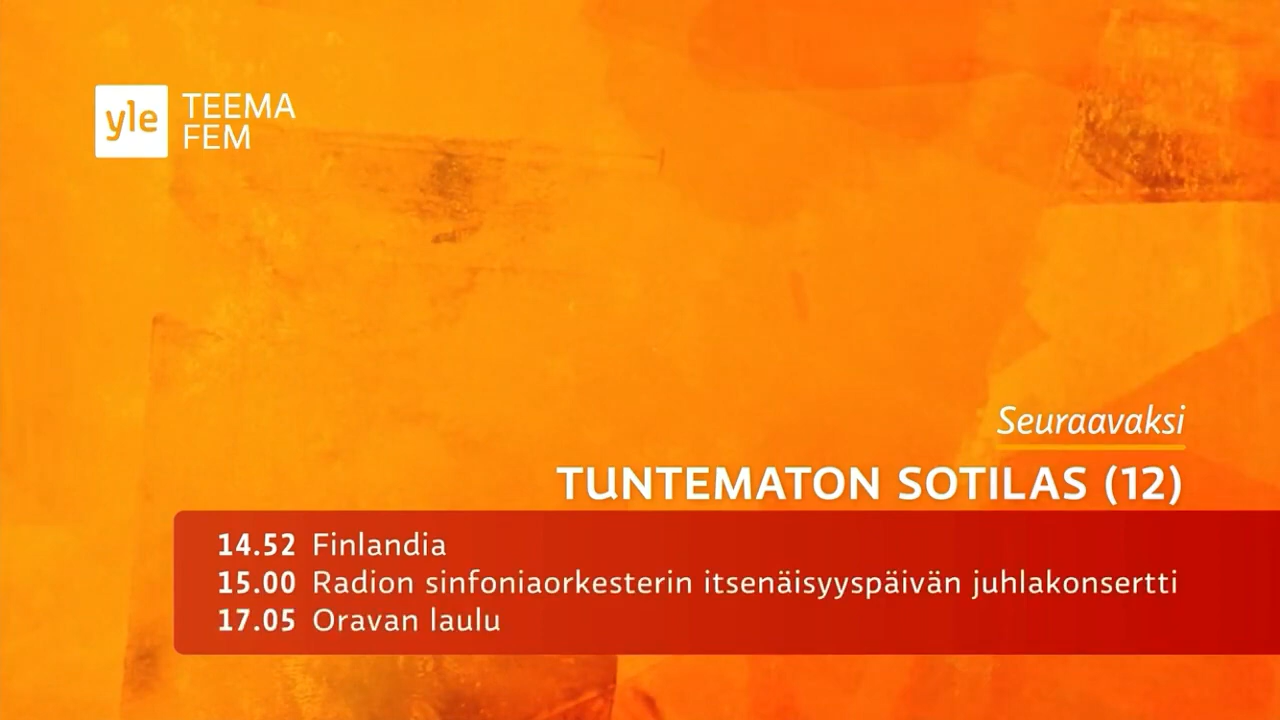 yle TEEMA
FEM
Seuraavaksi
TUNTEMATON SOTILAS (12)
14.52 Finlandia
15.00 Radion sinfoniaorkesterin itsenäisyyspäivän juhlakonsertti
17.05 Oravan laulu